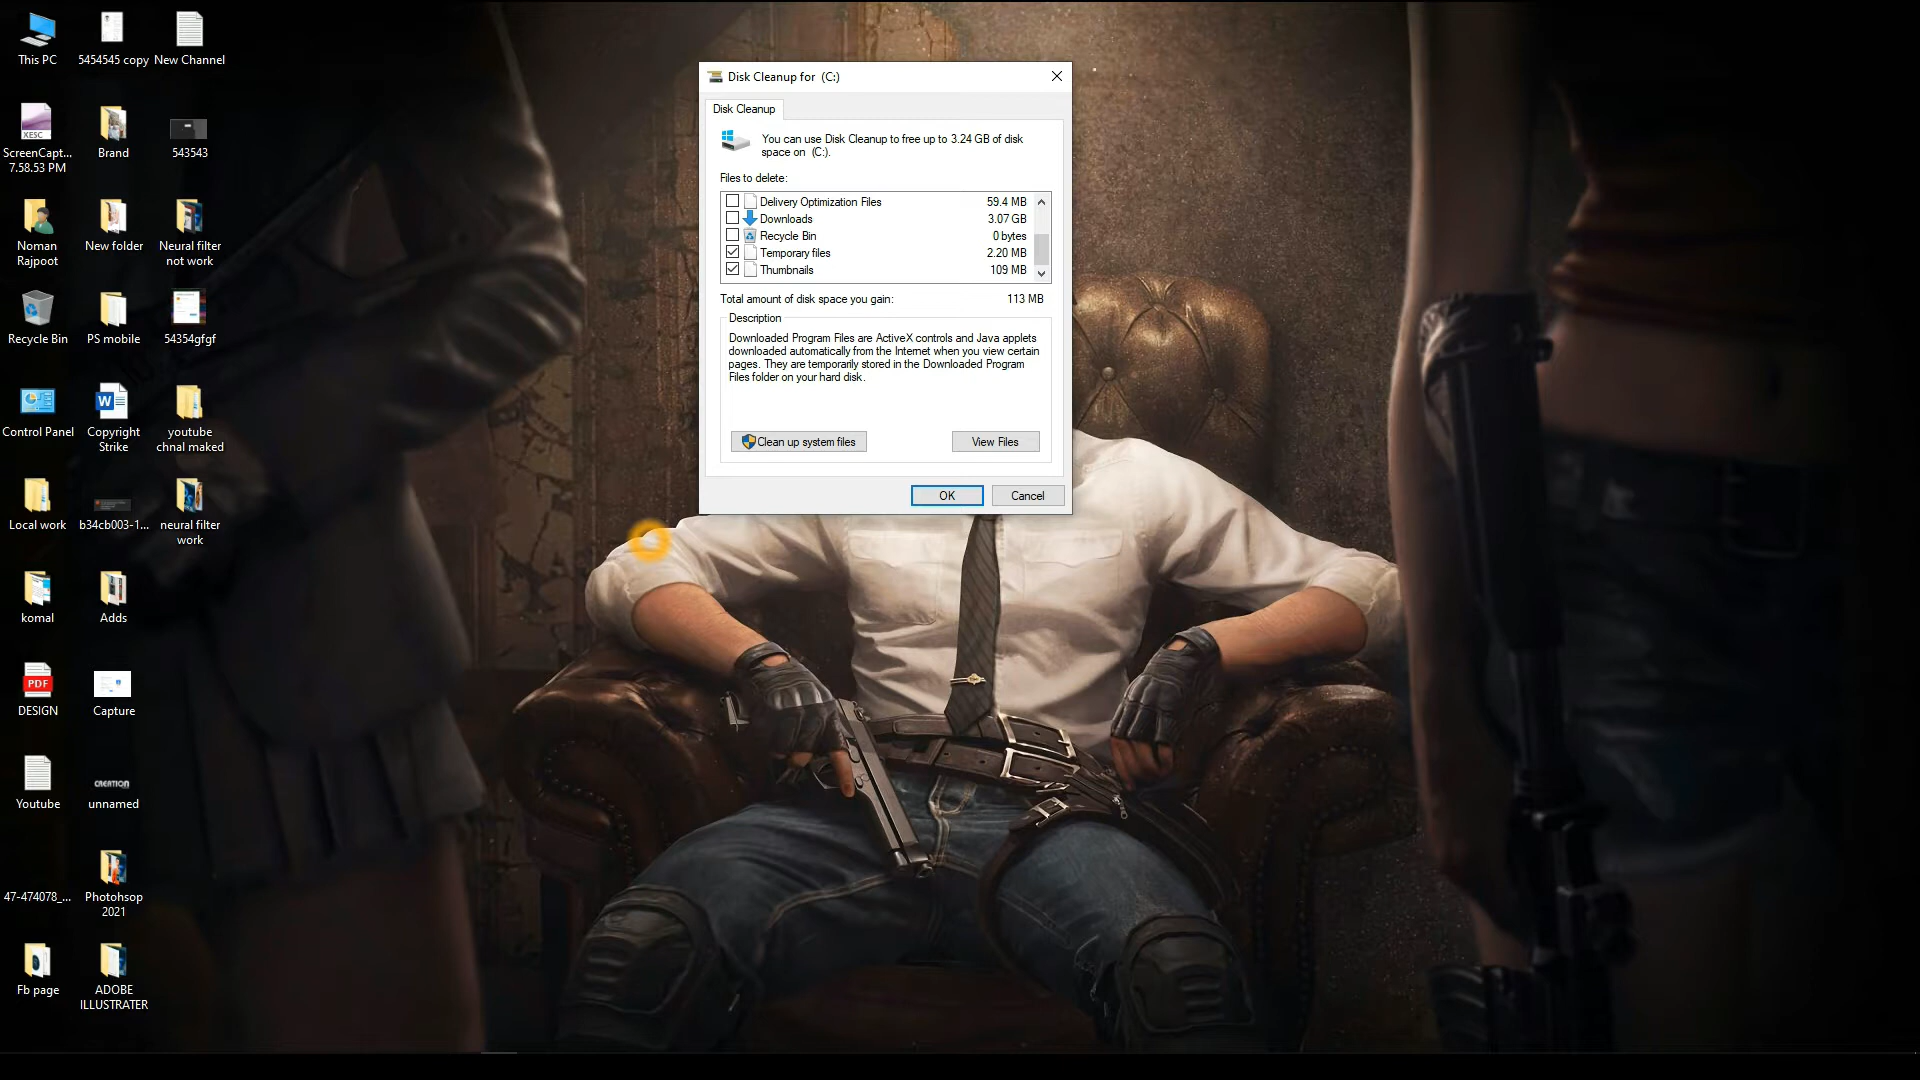 This PC
5454545 copy
New Channel
XESC
ScreenCapt...
7.58.53 PM
Brand
543543
Noman
Rajpoot
New folder
Neural filter
not work
Recycle Bin
PS mobile
54354gfgf
Control Panel
W
Copyright
Strike
youtube
chnal maked
Local work
b34cb003-1...
neural filter
work
komal
Adds
PDF
DESIGN
Capture
Youtube
CREATION
unnamed
47-474078_...
Photohsop
2021
Fb page
ADOBE
ILLUSTRATER
Disk Cleanup for (C:)
Disk Cleanup
You can use Disk Cleanup to free up to 3.24 GB of disk
space on (C:).
Files to delete:
Delivery Optimization Files 59.4 MB
Downloads 3.07 GB
Recycle Bin 0 bytes
Temporary files 2.20 MB
Thumbnails 109 MB
Total amount of disk space you gain: 113 MB
Description
Downloaded Program Files are ActiveX controls and Java applets
downloaded automatically from the Internet when you view certain
pages. They are temporarily stored in the Downloaded Program
Files folder on your hard disk.
Clean up system files
View Files
OK
Cancel